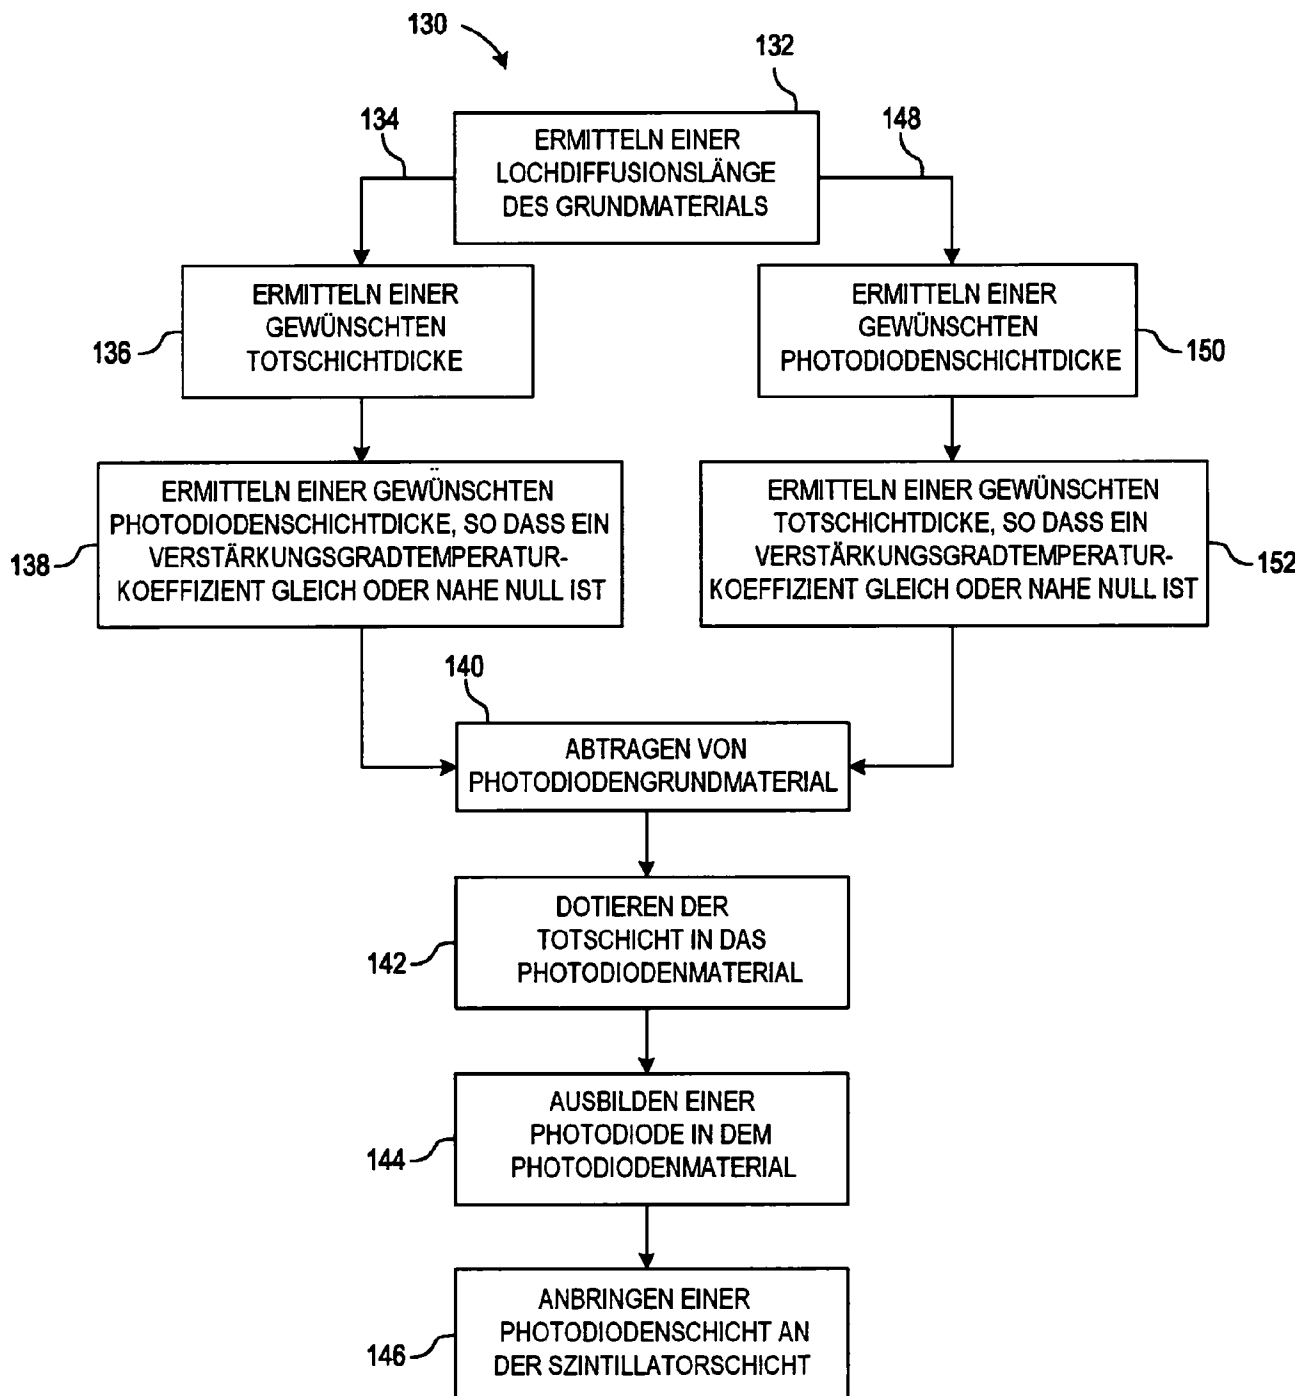 130
132
134
148
ERMITTELN EINER
LOCHDIFFUSIONSLÄNGE
DES GRUNDMATERIALS
ERMITTELN EINER
GEWÜNSCHTEN
TOTSCHICHTDICKE
136
ERMITTELN EINER
GEWÜNSCHTEN
PHOTODIODENSCHICHTDICKE
150
ERMITTELN EINER GEWÜNSCHTEN
PHOTODIODENSCHICHTDICKE, SO DASS EIN
VERSTÄRKUNGSGRADTEMPERATUR-
KOEFFIZIENT GLEICH ODER NAHE NULL IST
138
ERMITTELN EINER GEWÜNSCHTEN
TOTSCHICHTDICKE, SO DASS EIN
VERSTÄRKUNGSGRADTEMPERATUR-
KOEFFIZIENT GLEICH ODER NAHE NULL IST
152
140
ABTRAGEN VON
PHOTODIODENGRUNDMATERIAL
DOTIEREN DER
TOTSCHICHT IN DAS
PHOTODIODENMATERIAL
142
AUSBILDEN EINER
PHOTODIODE IN DEM
PHOTODIODENMATERIAL
144
ANBRINGEN EINER
PHOTODIODENSCHICHT AN
DER SZINTILLATORSCHICHT
146